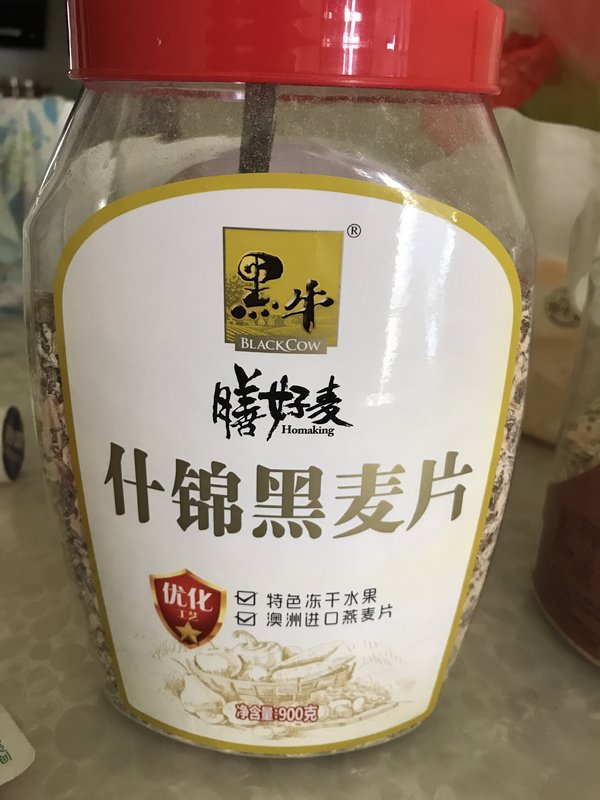 ®
黑牛
BLACKCOW
膳好麦
Homaking
什锦黑麦片
优化
工艺
特色冻干水果
澳洲进口燕麦片
净含量:900克